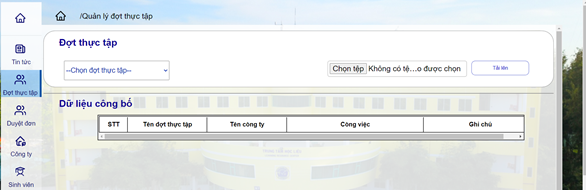 /Quản lý đợt thực tập
Đợt thực tập
--Chọn đợt thực tập--
Chọn tệp Không có tệ...o được chọn
Tải lên
Tin tức
Đợt thực tập
Duyệt đơn
Công ty
Sinh viên
Dữ liệu công bố
STT Tên đợt thực tập Tên công ty Công việc Ghi chú